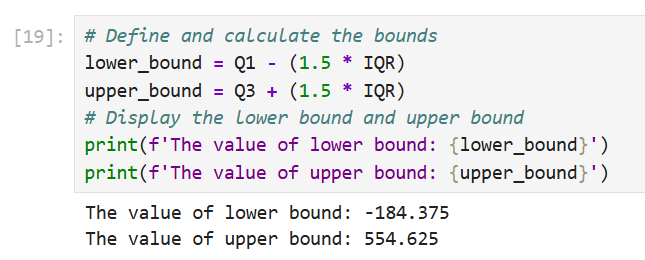 [19]: # Define and calculate the bounds
lower_bound = Q1 - (1.5 * IQR)
upper_bound = Q3 + (1.5 * IQR)
# Display the lower bound and upper bound
print(f'The value of lower bound: {lower_bound}')
print(f'The value of upper bound: {upper_bound}')
The value of lower bound: -184.375
The value of upper bound: 554.625